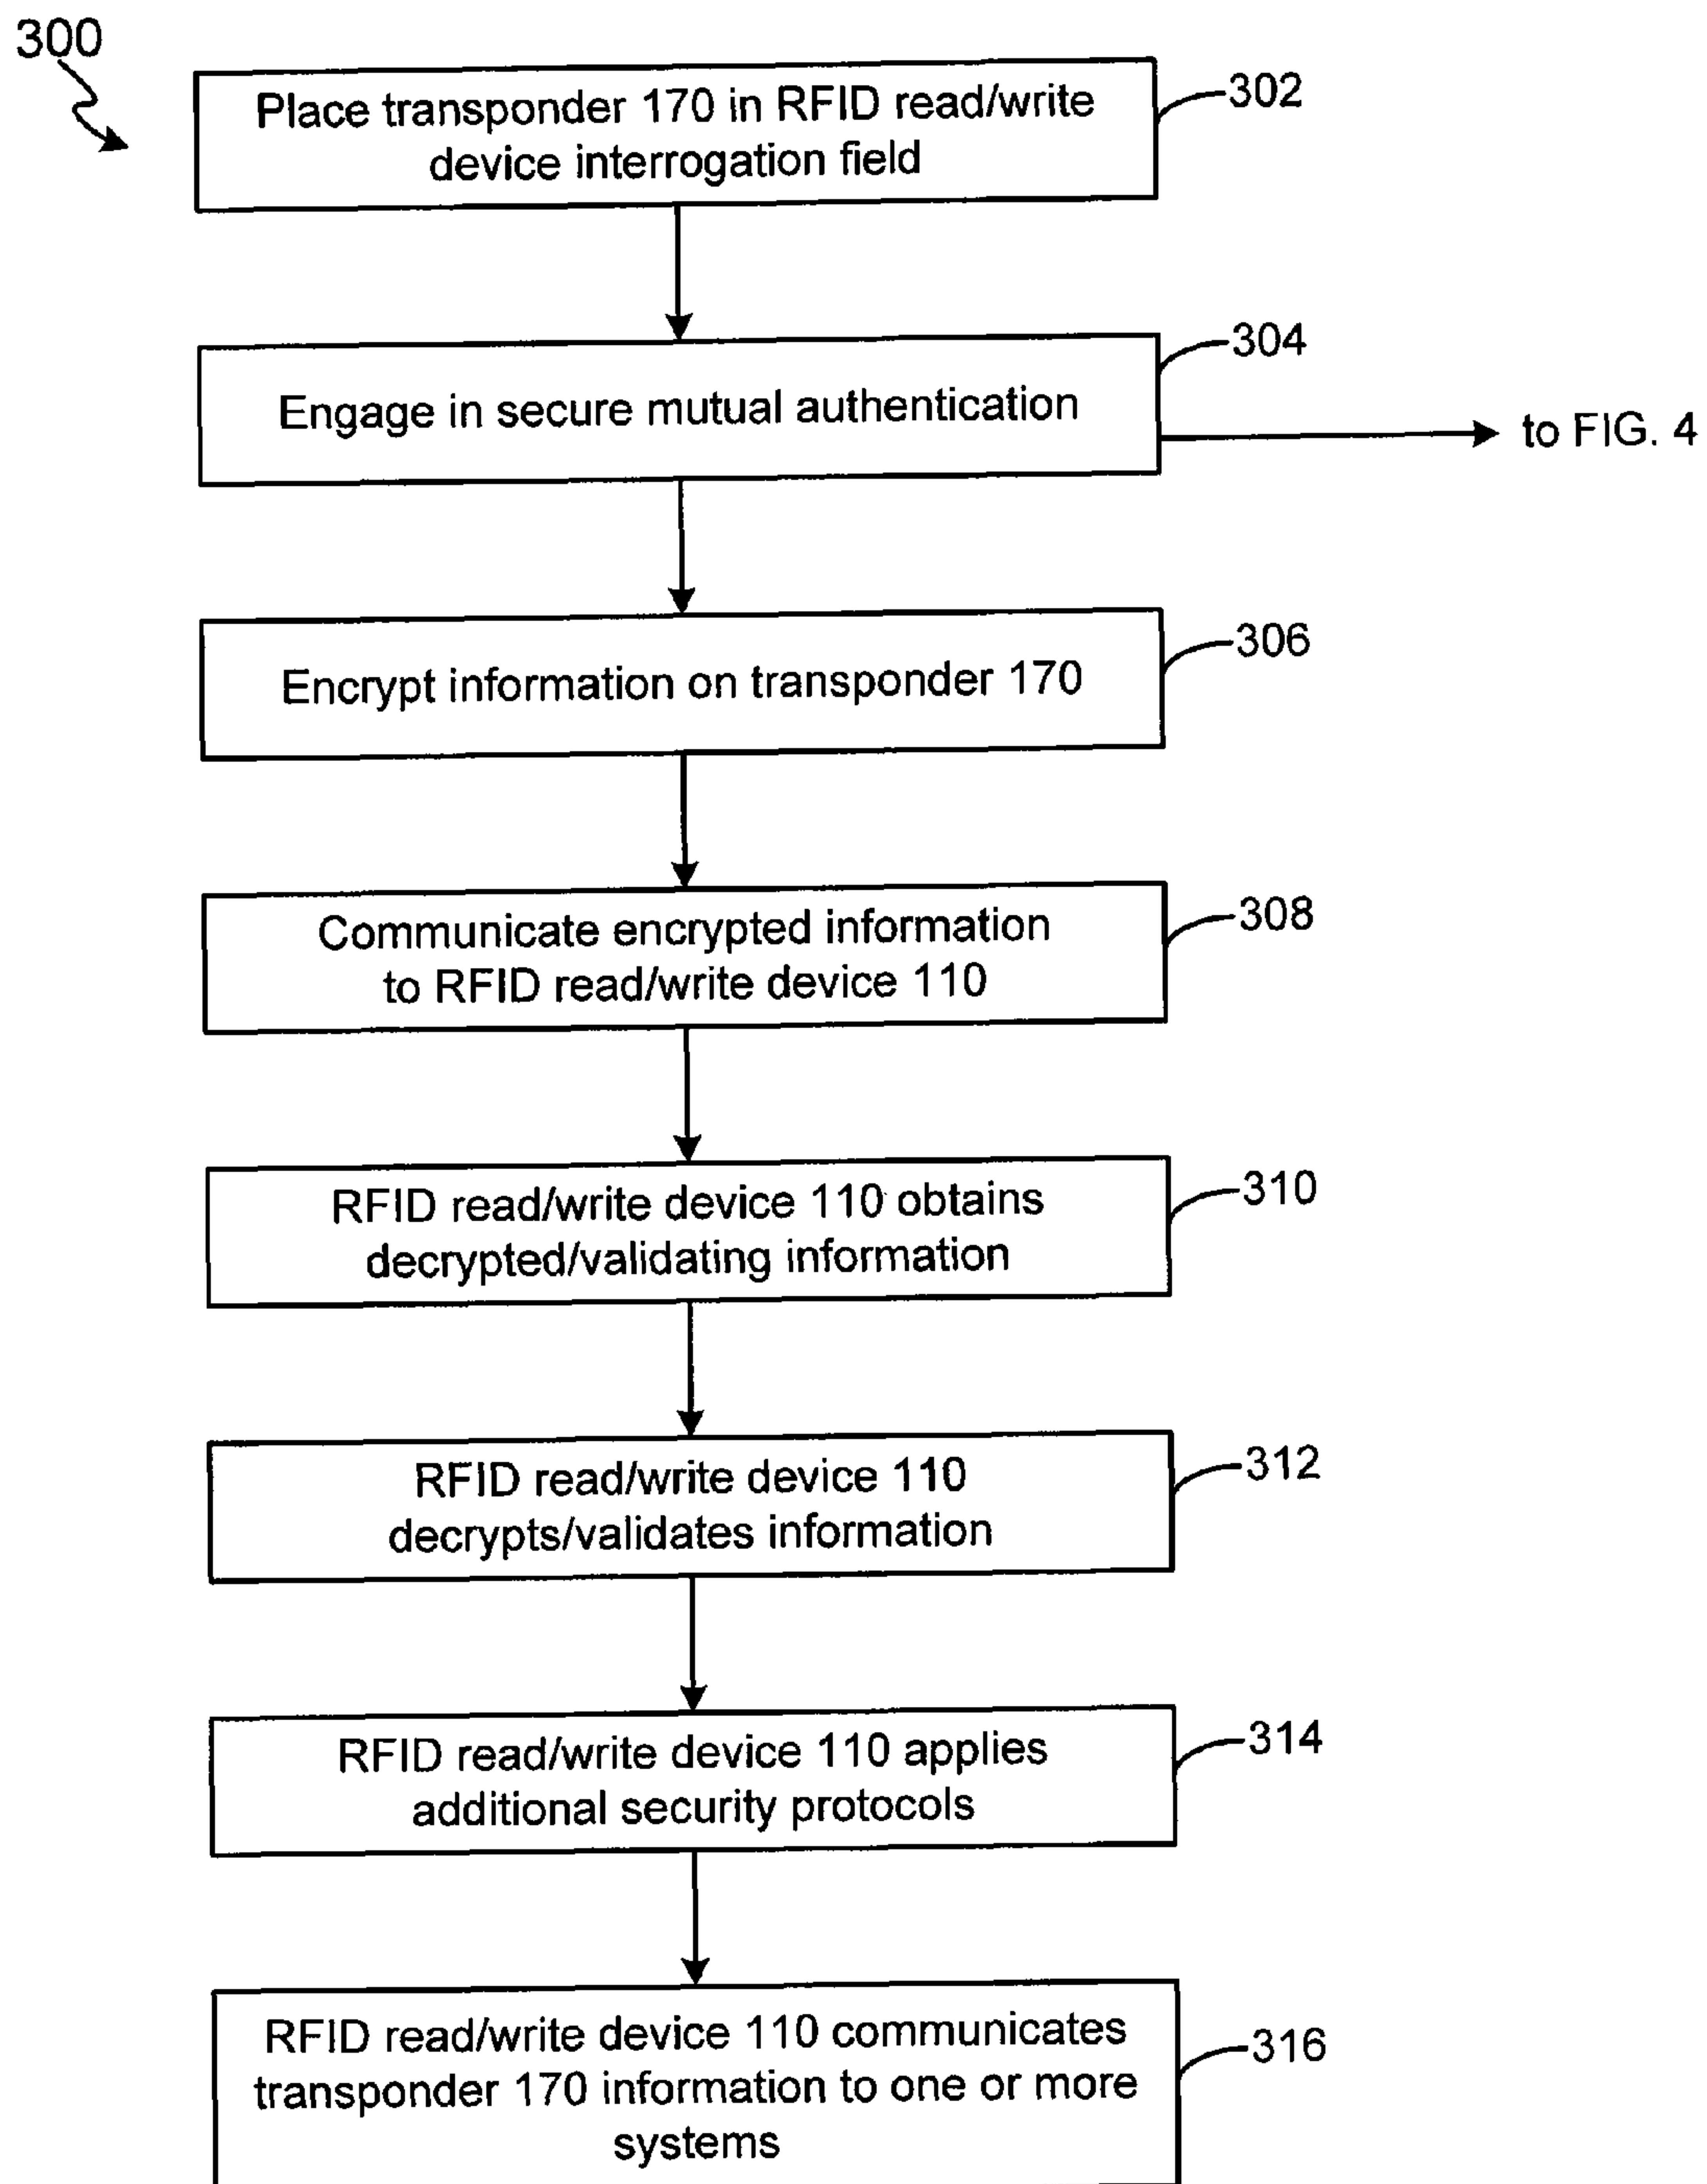 300
Place transponder 170 in RFID read/write
device interrogation field
302
Engage in secure mutual authentication
304
to FIG. 4
Encrypt information on transponder 170
306
Communicate encrypted information
to RFID read/write device 110
308
RFID read/write device 110 obtains
decrypted/validating information
310
RFID read/write device 110
decrypts/validates information
312
RFID read/write device 110 applies
additional security protocols
314
RFID read/write device 110 communicates
transponder 170 information to one or more
systems
316